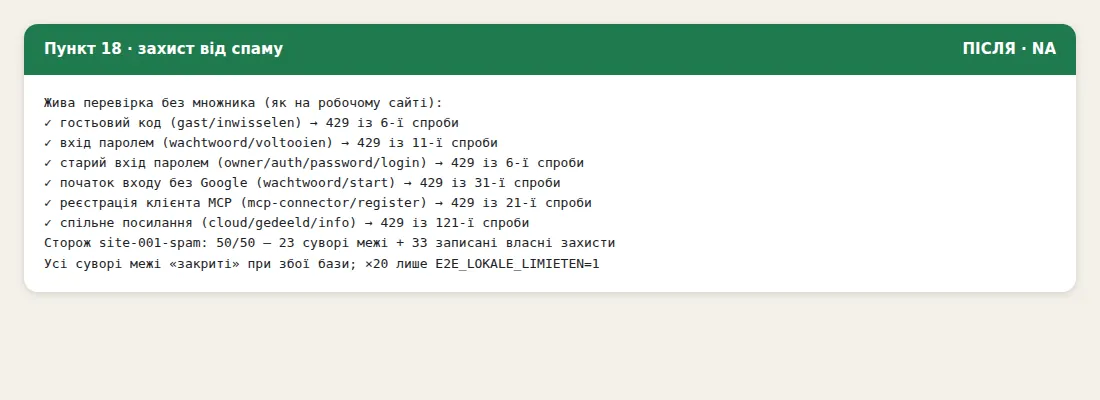 Пункт 18 · захист від спаму
ПІСЛЯ · NA
Жива перевірка без множника (як на робочому сайті):
✓ гостьовий код (gast/inwisselen) → 429 із 6-ї спроби
✓ вхід паролем (wachtwoord/voltooien) → 429 із 11-ї спроби
✓ старий вхід паролем (owner/auth/password/login) → 429 із 6-ї спроби
✓ початок входу без Google (wachtwoord/start) → 429 із 31-ї спроби
✓ реєстрація клієнта MCP (mcp-connector/register) → 429 із 21-ї спроби
✓ спільне посилання (cloud/gedeeld/info) → 429 із 121-ї спроби
Сторож site-001-spam: 50/50 — 23 суворі межі + 33 записані власні захисти
Усі суворі межі «закриті» при збої бази; ×20 лише E2E_LOKALE_LIMIETEN=1